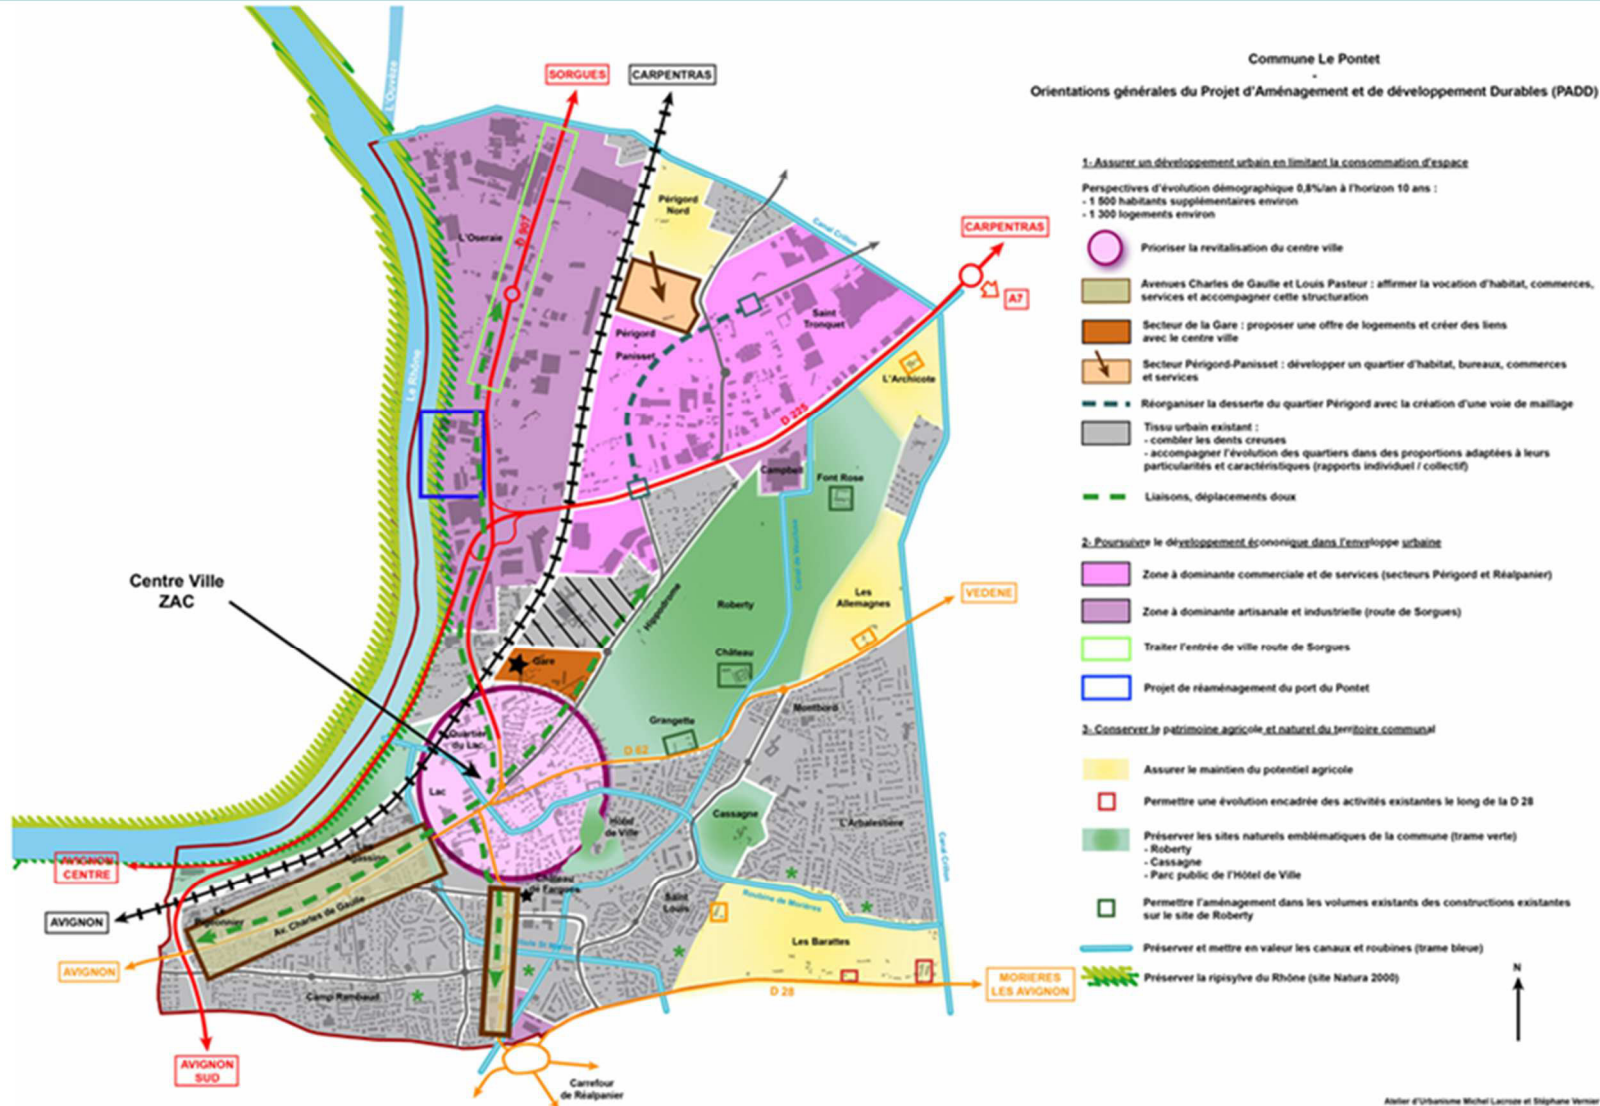 Commune Le Pontet
-
Orientations générales du Projet d'Aménagement et de développement Durables (PADD)
1- Assurer un développement urbain en limitant la consommation d'espace
Perspectives d'évolution démographique 0,8%/an à l'horizon 10 ans :
- 1 500 habitants supplémentaires environ
- 1 300 logements environ
Prioriser la revitalisation du centre ville
Avenues Charles de Gaulle et Louis Pasteur : affirmer la vocation d'habitat, commerces,
services et accompagner cette structuration
Secteur de la Gare : proposer une offre de logements et créer des liens
avec le centre ville
Secteur Périgord-Panisset : développer un quartier d'habitat, bureaux, commerces
et services
Réorganiser la desserte du quartier Périgord avec la création d'une voie de maillage
Tissu urbain existant :
- combler les dents creuses
- accompagner l'évolution des quartiers dans des proportions adaptées à leurs
particularités et caractéristiques (rapports individuel / collectif)
Liaisons, déplacements doux
2- Poursuivre le développement éconoṇique dans l'enveloppe urbaine
Zone à dominante commerciale et de services (secteurs Périgord et Réalpanier)
Zone à dominante artisanale et industrielle (route de Sorgues)
Traiter l'entrée de ville route de Sorgues
Projet de réaménagement du port du Pontet
3- Conserver le patrimoine agricole et naturel du territoire communal
Assurer le maintien du potentiel agricole
Permettre une évolution encadrée des activités existantes le long de la D 28
Préserver les sites naturels emblématiques de la commune (trame verte)
- Roberty
- Cassagne
- Parc public de l'Hôtel de Ville
Permettre l'aménagement dans les volumes existants des constructions existantes
sur le site de Roberty
Préserver et mettre en valeur les canaux et roubines (trame bleue)
Préserver la ripisylve du Rhône (site Natura 2000)
N
Atelier d'Urbanisme Michel Lacroze et Stéphane Vernier
L'Ouvèze
SORGUES
CARPENTRAS
Périgord
Nord
L'Oseraie
D 907
Canal Crillon
CARPENTRAS
A7
Saint
Tronquet
Périgord
-
Panisset
Le Rhône
L'Archicote
D 225
Campbell
Font Rose
Canal de Vaucluse
Centre Ville
ZAC
Les
Allemagnes
VEDENE
Roberty
Hippodrome
Château
Gare
Montbord
Grangette
D 62
Quartier
du Lac
Lac
Hôtel
de Ville
Cassagne
L'Arbalestière
Canal Crillon
Les
Agassins
AVIGNON
CENTRE
Château
de Fargues
Le
Pigeonnier
Av. Charles de Gaulle
AVIGNON
Saint
Louis
Roubine de Morières
Les Barattes
AVIGNON
MORIERES
LES AVIGNON
D 28
Camp Rambaud
AVIGNON
SUD
Carrefour
de Réalpanier